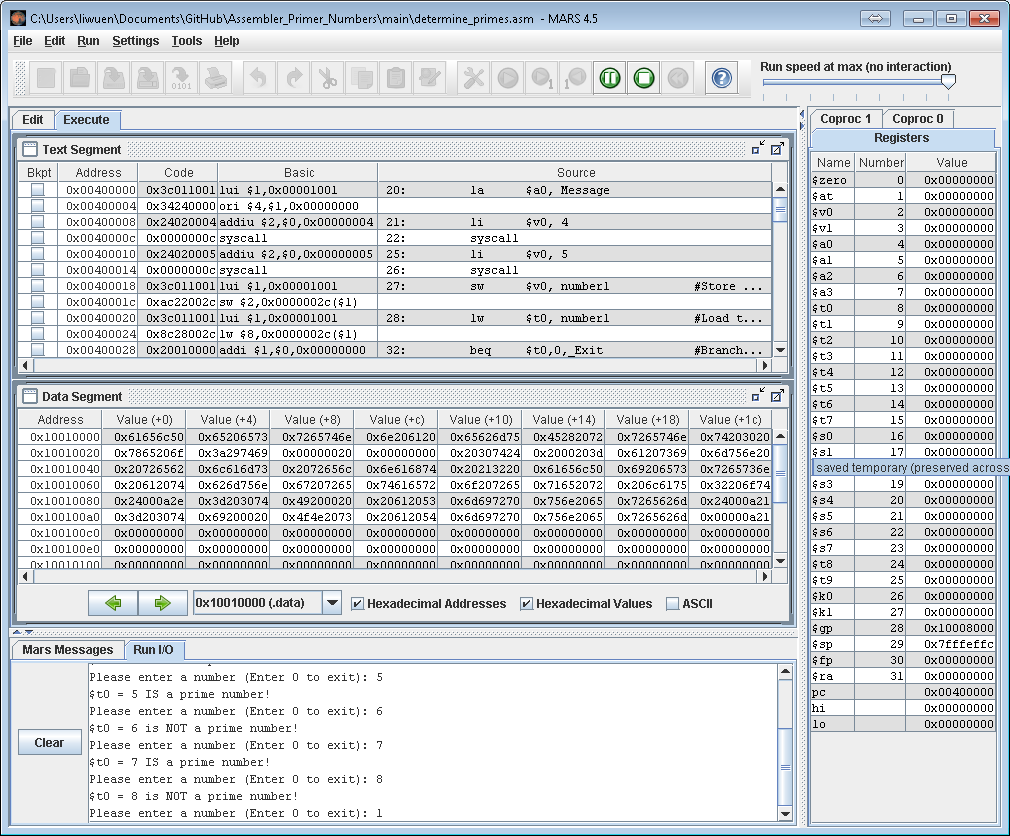 C:\Users\liwuen\Documents\GitHub\Assembler_Primer_Numbers\main\determine_primes.asm - MARS 4.5
File Edit Run Settings Tools Help
Run speed at max (no interaction)
Edit Execute
Text Segment
Bkpt Address Code Basic Source
0x00400000 0x3c011001 lui $1,0x00001001 20: la $a0, Message
0x00400004 0x34240000 ori $4,$1,0x00000000
0x00400008 0x24020004 addiu $2,$0,0x00000004 21: li $v0, 4
0x0040000c 0x0000000c syscall 22: syscall
0x00400010 0x24020005 addiu $2,$0,0x00000005 25: li $v0, 5
0x00400014 0x0000000c syscall 26: syscall
0x00400018 0x3c011001 lui $1,0x00001001 27: sw $v0, number1 #Store ...
0x0040001c 0xac22002c sw $2,0x0000002c($1)
0x00400020 0x3c011001 lui $1,0x00001001 28: lw $t0, number1 #Load t...
0x00400024 0x8c28002c lw $8,0x0000002c($1)
0x00400028 0x20010000 addi $1,$0,0x00000000 32: beq $t0,0,_Exit #Branch...
Data Segment
Address Value (+0) Value (+4) Value (+8) Value (+c) Value (+10) Value (+14) Value (+18) Value (+1c)
0x10010000 0x61656c50 0x65206573 0x7265746e 0x6e206120 0x65626d75 0x45282072 0x7265746e 0x74203020
0x10010020 0x7865206f 0x3a297469 0x00000020 0x00000000 0x20307424 0x2000203d 0x61207369 0x6d756e20
0x10010040 0x20726562 0x6c616d73 0x2072656c 0x6e616874 0x20213220 0x61656c50 0x69206573 0x7265736e
0x10010060 0x20612074 0x626d756e 0x67207265 0x74616572 0x6f207265 0x71652072 0x206c6175 0x32206f74
0x10010080 0x24000a2e 0x3d203074 0x49200020 0x20612053 0x6d697270 0x756e2065 0x7265626d 0x24000a21
0x100100a0 0x3d203074 0x69200020 0x4f4e2073 0x20612054 0x6d697270 0x756e2065 0x7265626d 0x00000a21
0x100100c0 0x00000000 0x00000000 0x00000000 0x00000000 0x00000000 0x00000000 0x00000000 0x00000000
0x100100e0 0x00000000 0x00000000 0x00000000 0x00000000 0x00000000 0x00000000 0x00000000 0x00000000
0x10010100 0x00000000 0x00000000 0x00000000 0x00000000 0x00000000 0x00000000 0x00000000 0x00000000
0x10010000 (.data) Hexadecimal Addresses Hexadecimal Values ASCII
Mars Messages Run I/O
Clear
Please enter a number (Enter 0 to exit): 5
$t0 = 5 IS a prime number!
Please enter a number (Enter 0 to exit): 6
$t0 = 6 is NOT a prime number!
Please enter a number (Enter 0 to exit): 7
$t0 = 7 IS a prime number!
Please enter a number (Enter 0 to exit): 8
$t0 = 8 is NOT a prime number!
Please enter a number (Enter 0 to exit): 1
Coproc 1 Coproc 0
Registers
Name Number Value
$zero 0 0x00000000
$at 1 0x00000000
$v0 2 0x00000000
$v1 3 0x00000000
$a0 4 0x00000000
$a1 5 0x00000000
$a2 6 0x00000000
$a3 7 0x00000000
$t0 8 0x00000000
$t1 9 0x00000000
$t2 10 0x00000000
$t3 11 0x00000000
$t4 12 0x00000000
$t5 13 0x00000000
$t6 14 0x00000000
$t7 15 0x00000000
$s0 16 0x00000000
$s1 17 0x00000000
saved temporary (preserved across
$s3 19 0x00000000
$s4 20 0x00000000
$s5 21 0x00000000
$s6 22 0x00000000
$s7 23 0x00000000
$t8 24 0x00000000
$t9 25 0x00000000
$k0 26 0x00000000
$k1 27 0x00000000
$gp 28 0x10008000
$sp 29 0x7fffeffc
$fp 30 0x00000000
$ra 31 0x00000000
pc 0x00400000
hi 0x00000000
lo 0x00000000